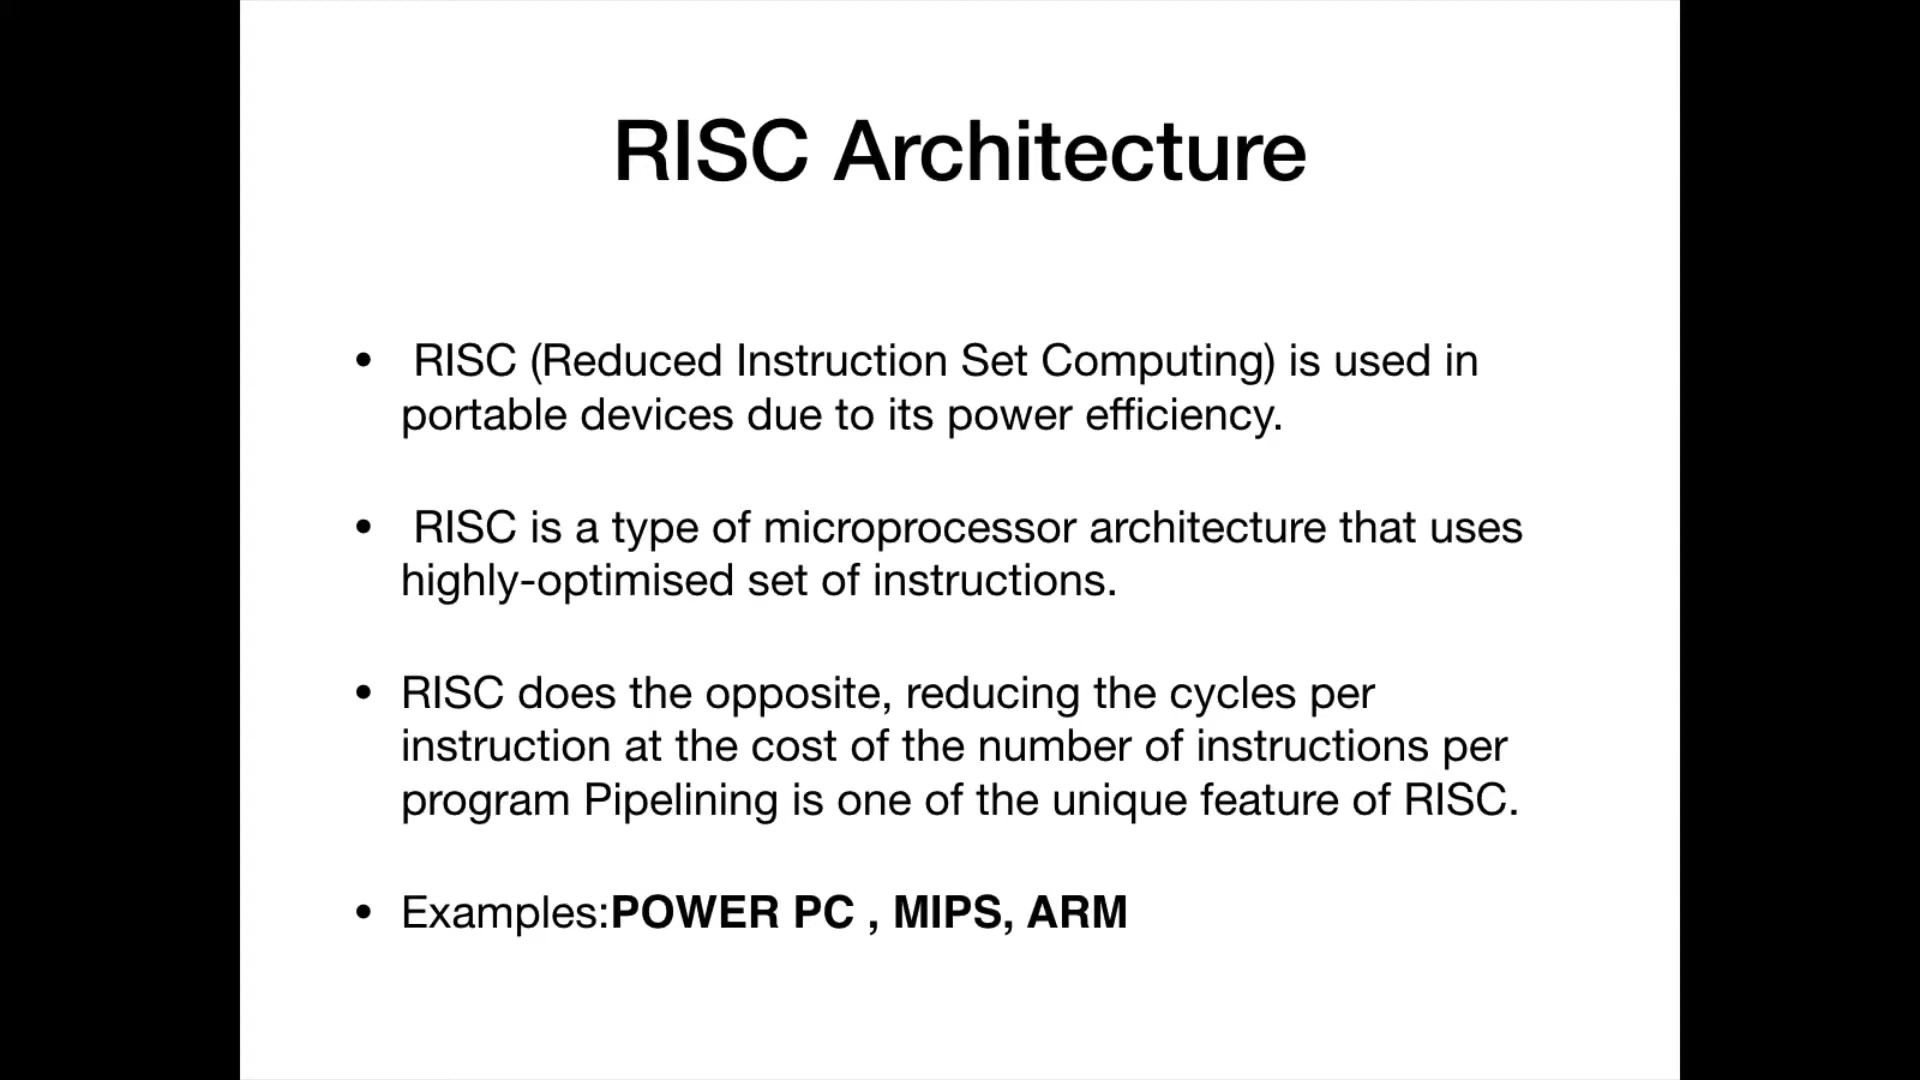 RISC Architecture
• RISC (Reduced Instruction Set Computing) is used in
portable devices due to its power efficiency.
• RISC is a type of microprocessor architecture that uses
highly-optimised set of instructions.
• RISC does the opposite, reducing the cycles per
instruction at the cost of the number of instructions per
program Pipelining is one of the unique feature of RISC.
• Examples:POWER PC , MIPS, ARM